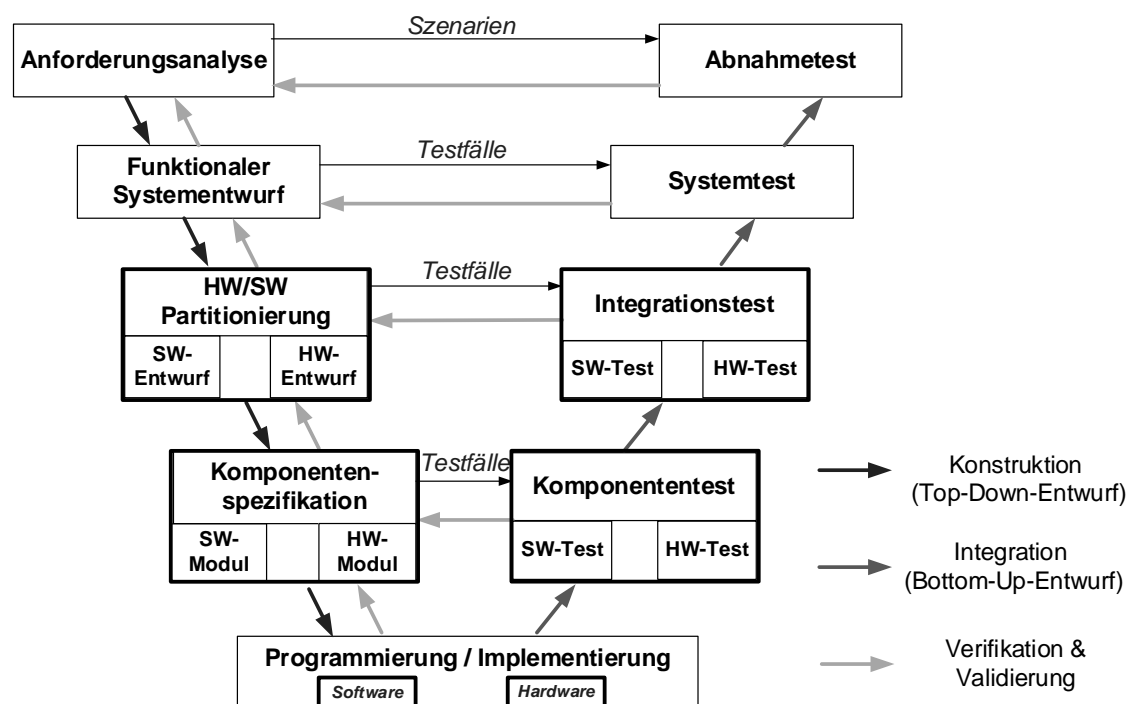 Szenarien
Anforderungsanalyse
Abnahmetest
Funktionaler
Systementwurf
Testfälle
Systemtest
HW/SW
Partitionierung
SW-
Entwurf
HW-
Entwurf
Testfälle
Integrationstest
SW-Test
HW-Test
Komponenten-
spezifikation
SW-
Modul
HW-
Modul
Testfälle
Komponententest
SW-Test
HW-Test
Programmierung / Implementierung
Software
Hardware
Konstruktion
(Top-Down-Entwurf)
Integration
(Bottom-Up-Entwurf)
Verifikation &
Validierung